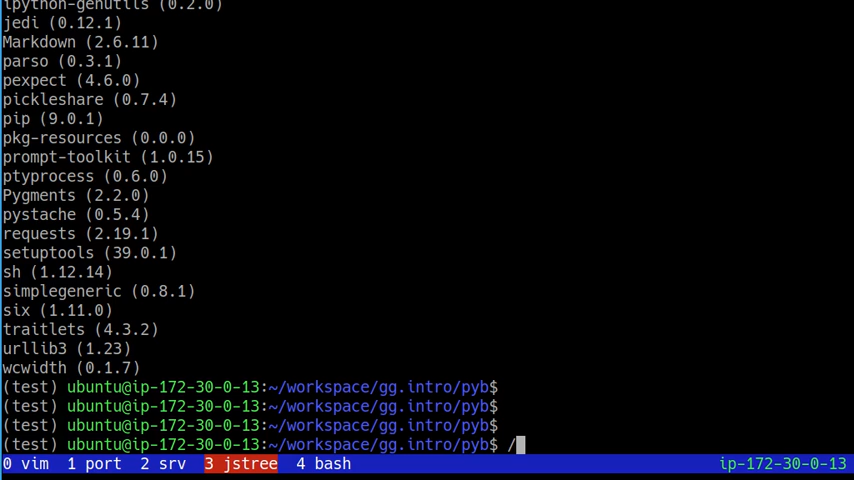 ipython-genutils (0.2.0)
jedi (0.12.1)
Markdown (2.6.11)
parso (0.3.1)
pexpect (4.6.0)
pickleshare (0.7.4)
pip (9.0.1)
pkg-resources (0.0.0)
prompt-toolkit (1.0.15)
ptyprocess (0.6.0)
Pygments (2.2.0)
pystache (0.5.4)
requests (2.19.1)
setuptools (39.0.1)
sh (1.12.14)
simplegeneric (0.8.1)
six (1.11.0)
traitlets (4.3.2)
urllib3 (1.23)
wcwidth (0.1.7)
(test) ubuntu@ip-172-30-0-13:~/workspace/gg.intro/pyb$
(test) ubuntu@ip-172-30-0-13:~/workspace/gg.intro/pyb$
(test) ubuntu@ip-172-30-0-13:~/workspace/gg.intro/pyb$
(test) ubuntu@ip-172-30-0-13:~/workspace/gg.intro/pyb$ /
0 vim 1 port 2 srv 3 jstree 4 bash ip-172-30-0-13